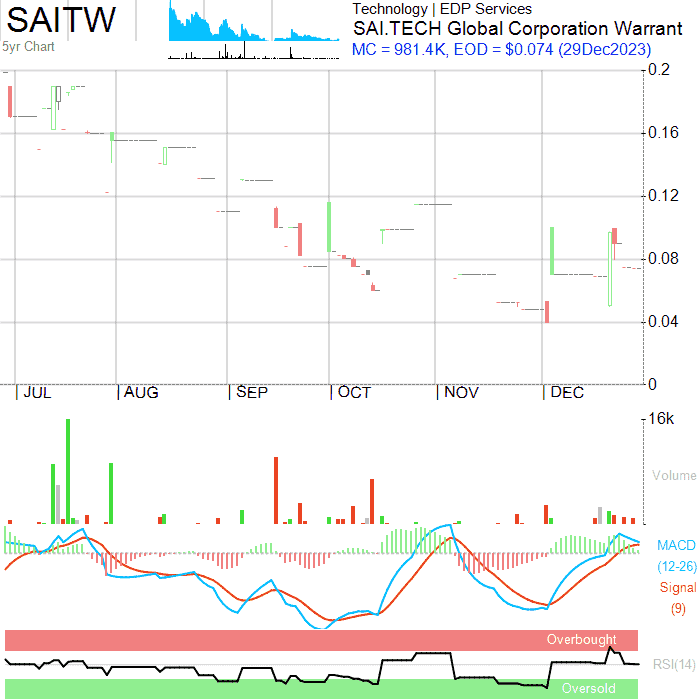 SAITW
5yr Chart
Technology | EDP Services
SAI.TECH Global Corporation Warrant
MC = 981.4K, EOD = $0.074 (29Dec2023)
0.2
0.16
0.12
0.08
0.04
0
JUL AUG SEP OCT NOV DEC
16k
Volume
MACD
(12-26)
Signal
(9)
Overbought
RSI(14)
Oversold